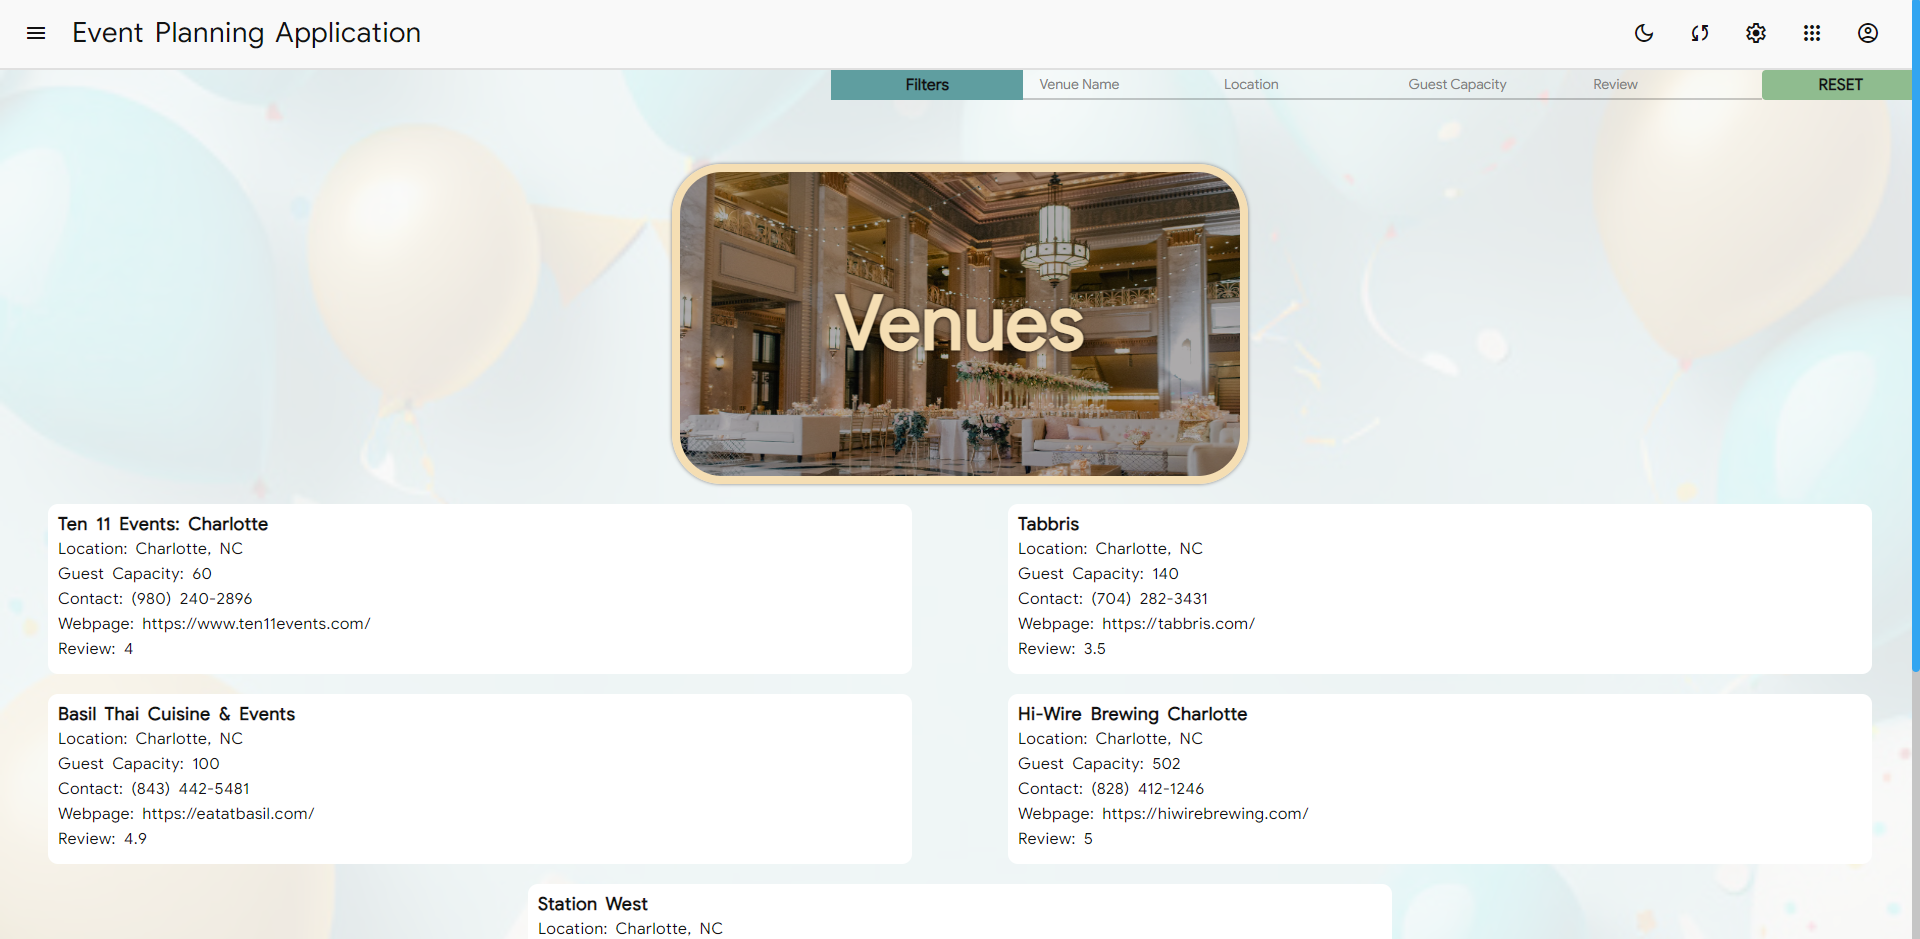 Event Planning Application
Filters
Venue Name
Location
Guest Capacity
Review
RESET
Venues
Ten 11 Events: Charlotte
Location: Charlotte, NC
Guest Capacity: 60
Contact: (980) 240-2896
Webpage: https://www.ten11events.com/
Review: 4
Tabbris
Location: Charlotte, NC
Guest Capacity: 140
Contact: (704) 282-3431
Webpage: https://tabbris.com/
Review: 3.5
Basil Thai Cuisine & Events
Location: Charlotte, NC
Guest Capacity: 100
Contact: (843) 442-5481
Webpage: https://eatatbasil.com/
Review: 4.9
Hi-Wire Brewing Charlotte
Location: Charlotte, NC
Guest Capacity: 502
Contact: (828) 412-1246
Webpage: https://hiwirebrewing.com/
Review: 5
Station West
Location: Charlotte, NC